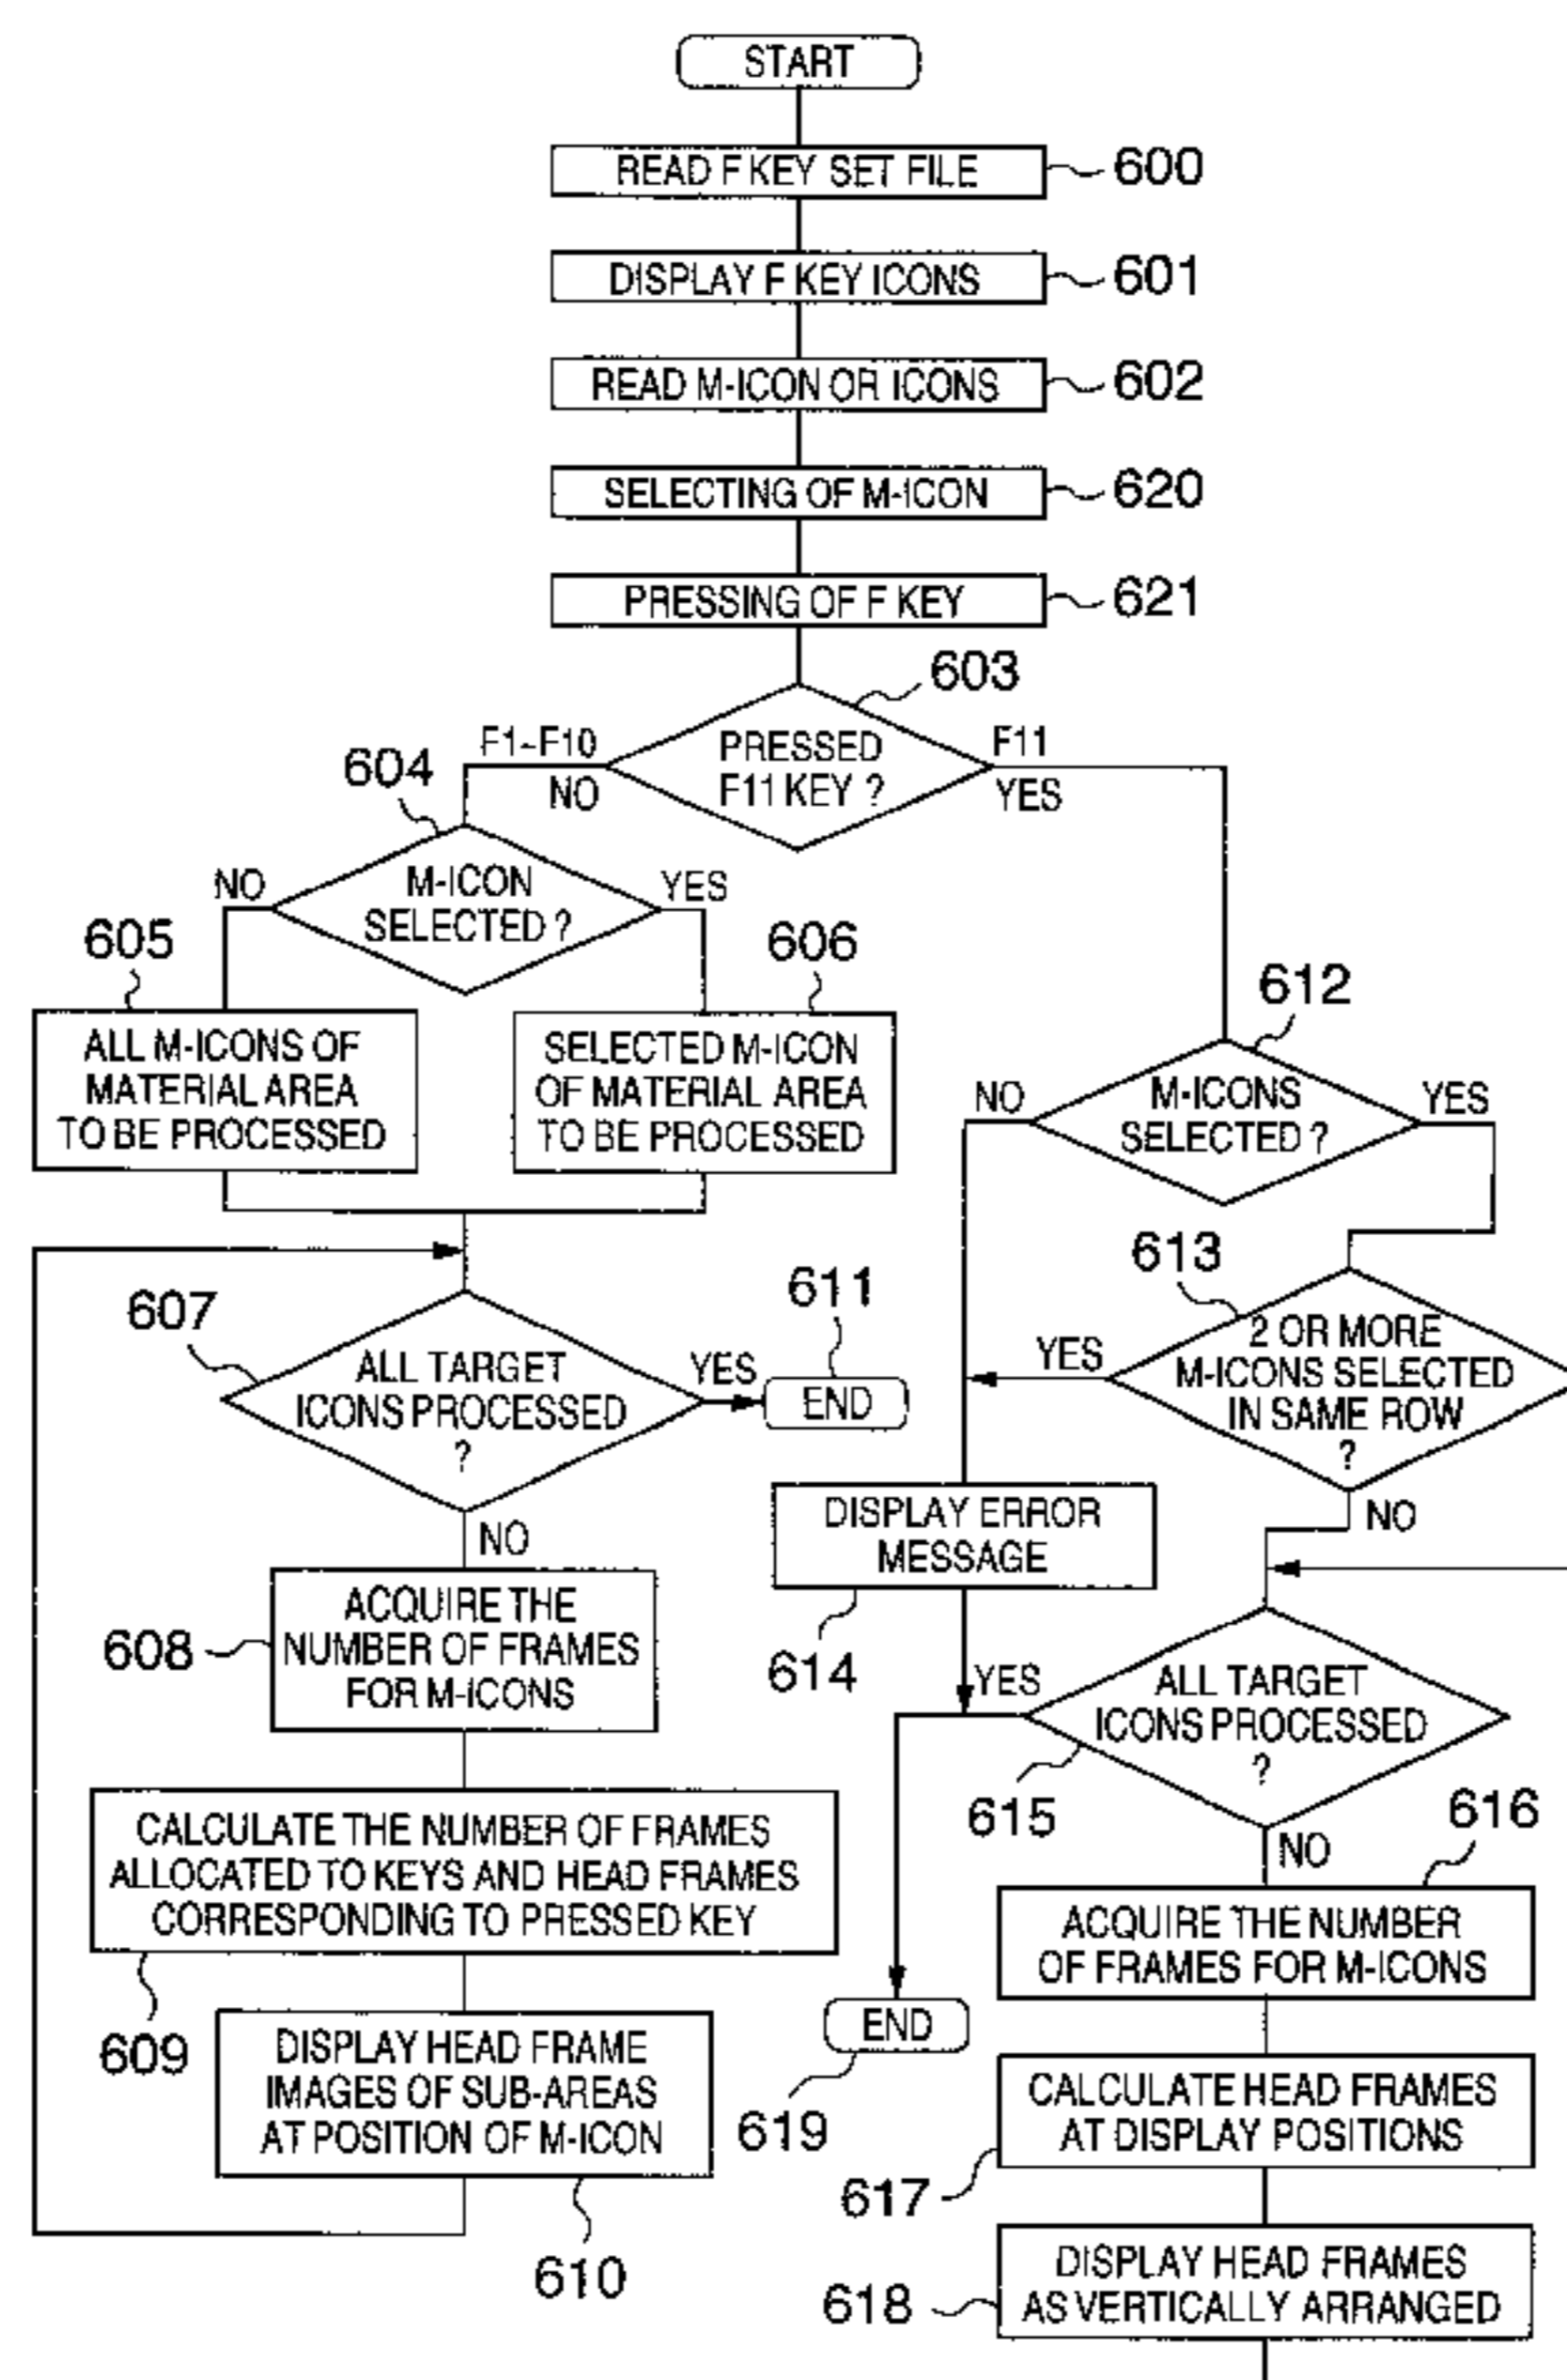 START
READ F KEY SET FILE
600
DISPLAY F KEY ICONS
601
READ M-ICON OR ICONS
602
SELECTING OF M-ICON
620
PRESSING OF F KEY
621
603
PRESSED
F11 KEY ?
F1~F10
NO
F11
YES
604
M-ICON
SELECTED ?
NO
YES
605
ALL M-ICONS OF
MATERIAL AREA
TO BE PROCESSED
606
SELECTED M-ICON
OF MATERIAL AREA
TO BE PROCESSED
612
M-ICONS
SELECTED ?
NO
YES
607
ALL TARGET
ICONS PROCESSED
?
YES
611
END
NO
613
2 OR MORE
M-ICONS SELECTED
IN SAME ROW
?
YES
NO
DISPLAY ERROR
MESSAGE
614
608
ACQUIRE THE
NUMBER OF FRAMES
FOR M-ICONS
YES
ALL TARGET
ICONS PROCESSED
?
615
NO
609
CALCULATE THE NUMBER OF FRAMES
ALLOCATED TO KEYS AND HEAD FRAMES
CORRESPONDING TO PRESSED KEY
616
ACQUIRE THE NUMBER
OF FRAMES FOR M-ICONS
END
619
DISPLAY HEAD FRAME
IMAGES OF SUB-AREAS
AT POSITION OF M-ICON
610
CALCULATE HEAD FRAMES
AT DISPLAY POSITIONS
617
DISPLAY HEAD FRAMES
AS VERTICALLY ARRANGED
618